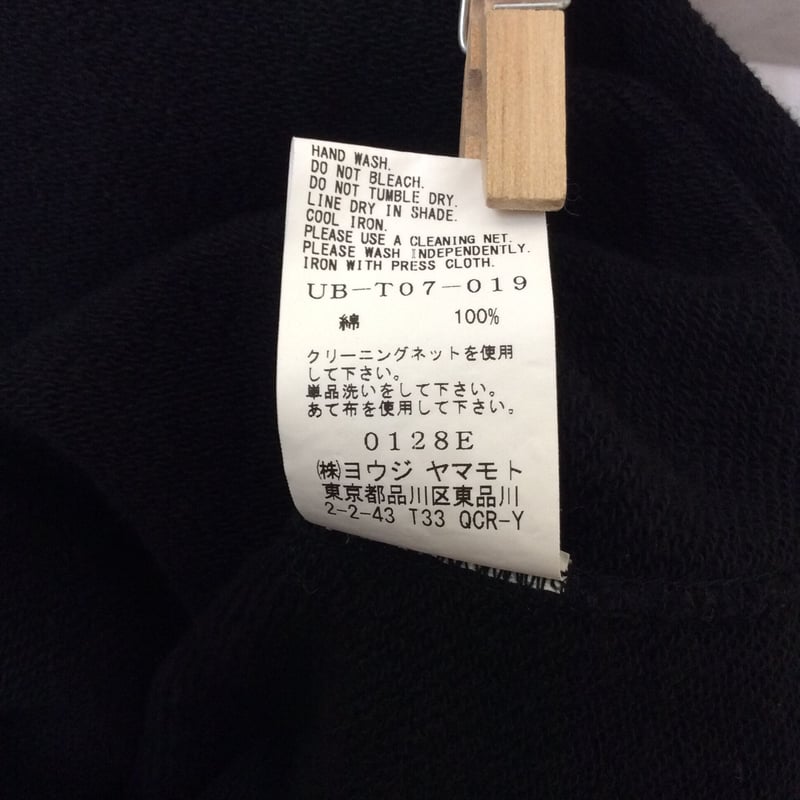 HAND WASH.
DO NOT BLEACH.
DO NOT TUMBLE DRY.
LINE DRY IN SHADE.
COOL IRON.
PLEASE USE A CLEANING NET.
PLEASE WASH INDEPENDENTLY.
IRON WITH PRESS CLOTH.
UB-T07-019
綿 100%
クリーニングネットを使用
して下さい。
単品洗いをして下さい。
あて布を使用して下さい。
0128E
㈱ヨウジ ヤマモト
東京都品川区東品川
2-2-43 T33 QCR-Y